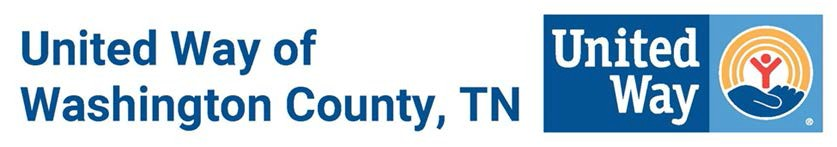 United Way of
Washington County, TN
United
Way
®